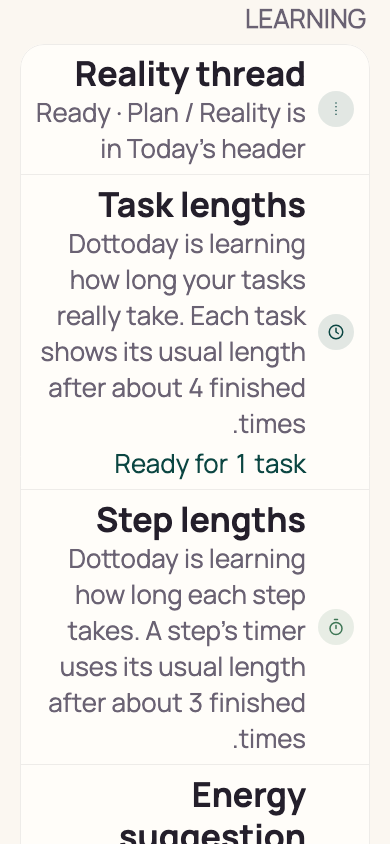 LEARNING
Reality thread
Ready · Plan / Reality is
in Today's header
Task lengths
Dottoday is learning
how long your tasks
really take. Each task
shows its usual length
after about 4 finished
.times
Ready for 1 task
Step lengths
Dottoday is learning
how long each step
takes. A step's timer
uses its usual length
after about 3 finished
.times
Energy
suggestion